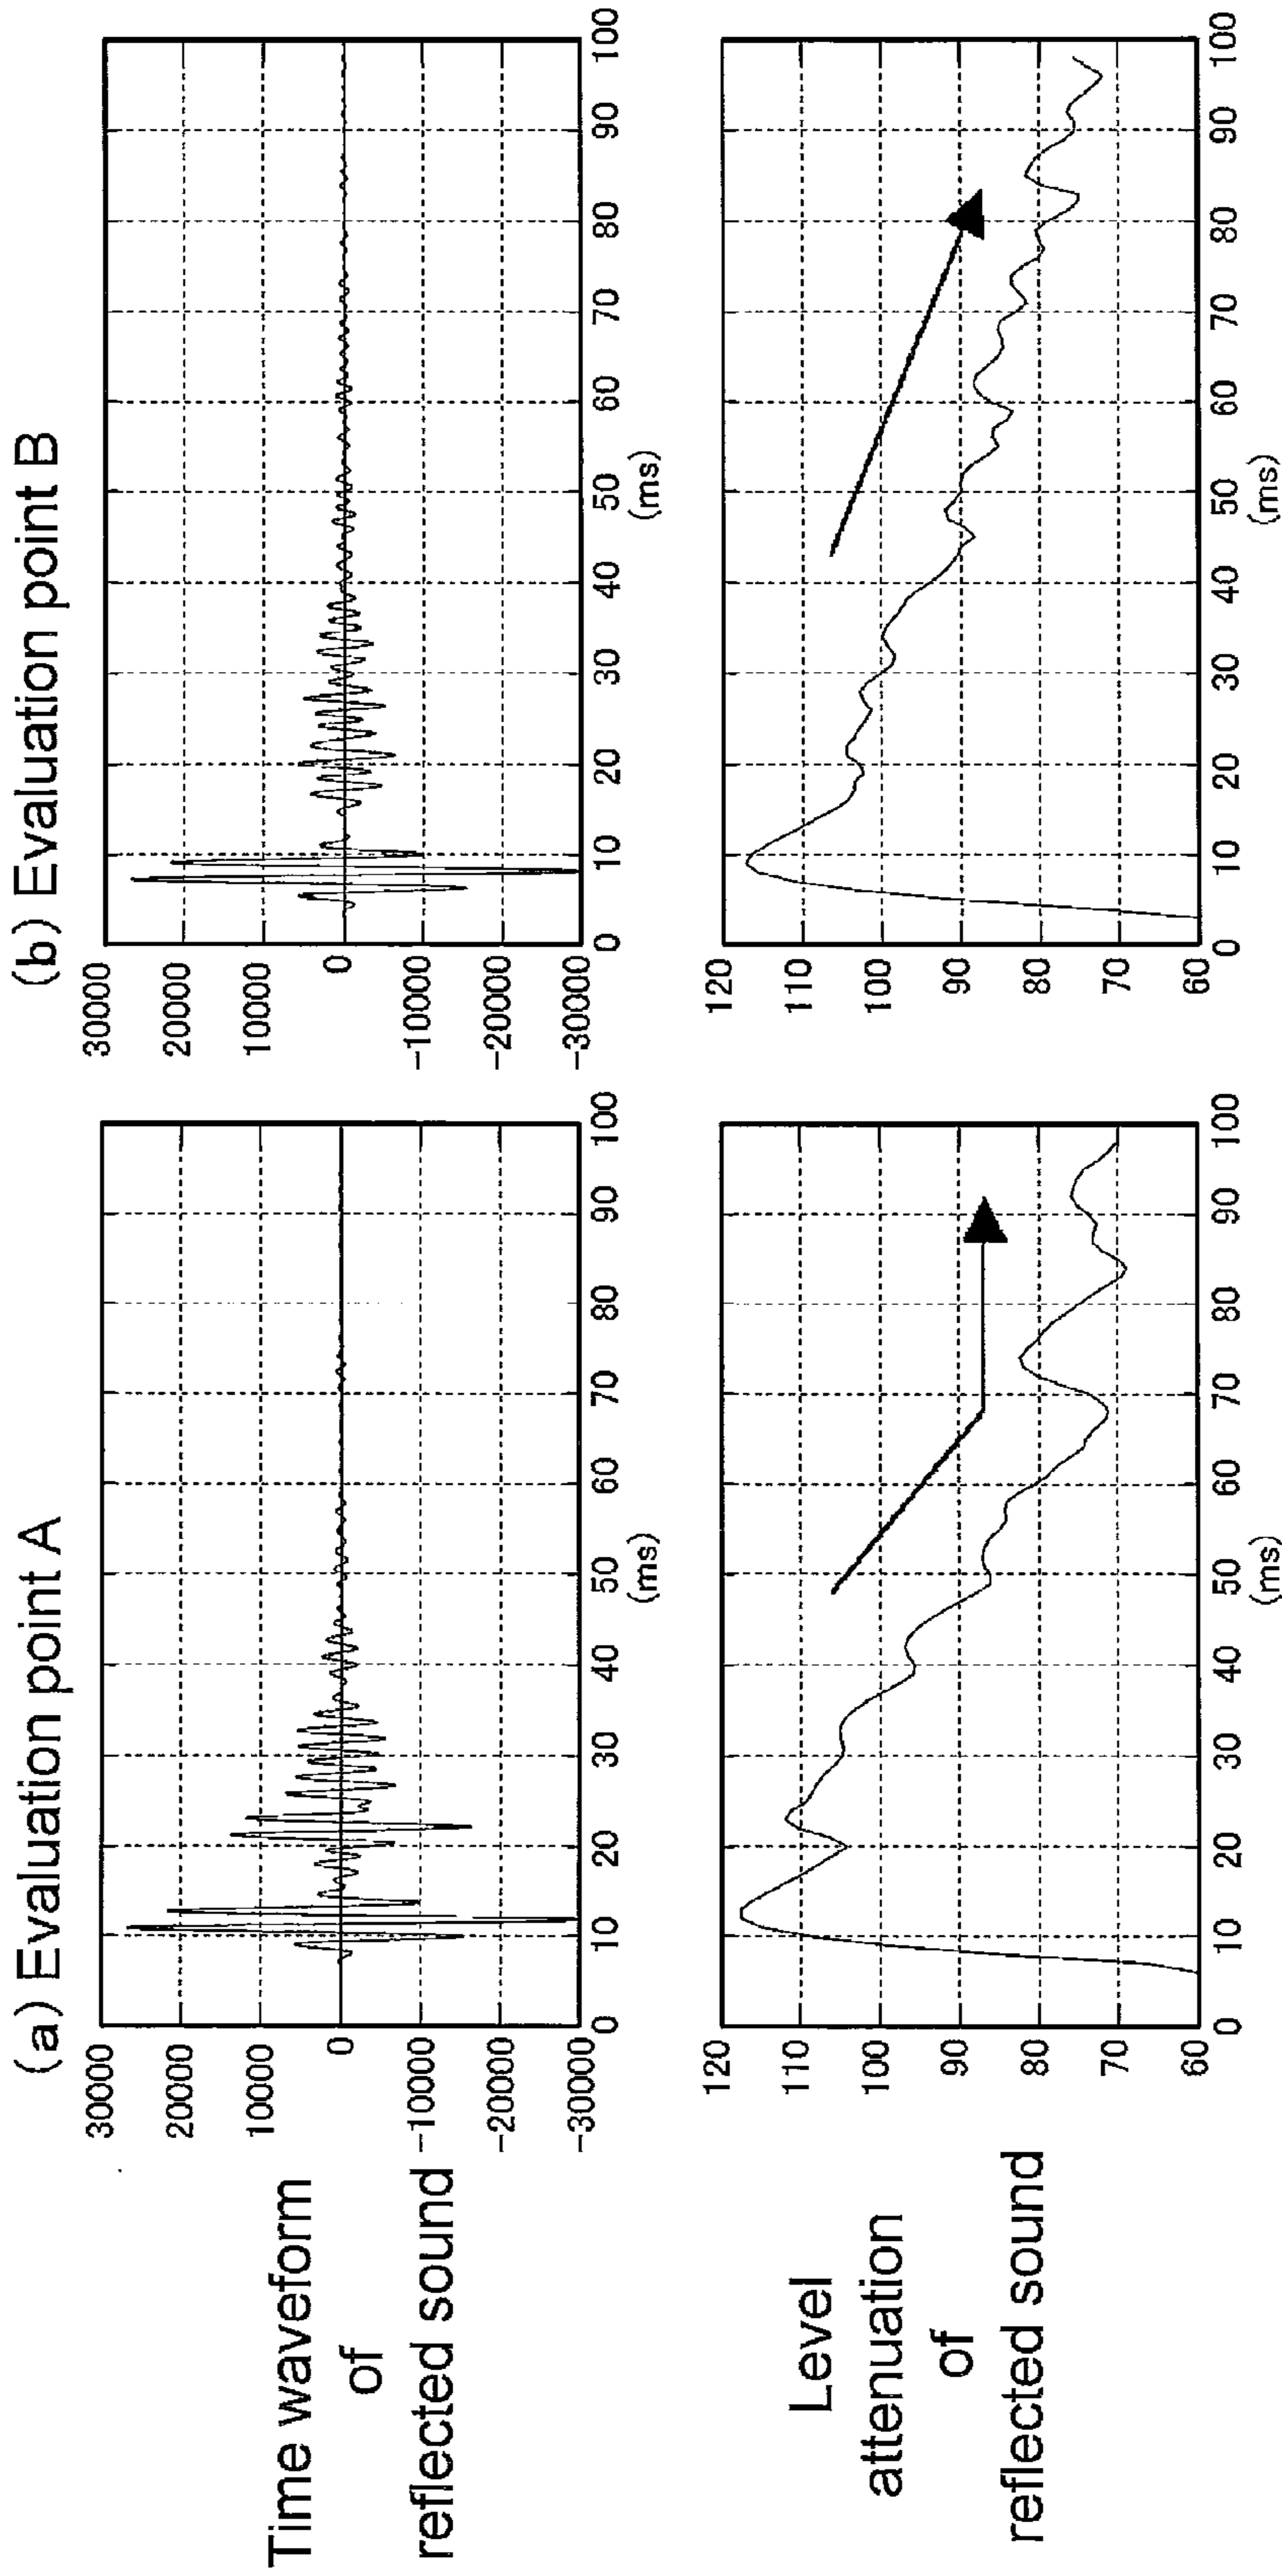 (a) Evaluation point A
(b) Evaluation point B
Time waveform
of
reflected sound
30000
20000
10000
0
-10000
-20000
-30000
0 10 20 30 40 50 60 70 80 90 100
(ms)
30000
20000
10000
0
-10000
-20000
-30000
0 10 20 30 40 50 60 70 80 90 100
(ms)
Level
attenuation
of
reflected sound
120
110
100
90
80
70
60
0 10 20 30 40 50 60 70 80 90 100
(ms)
120
110
100
90
80
70
60
0 10 20 30 40 50 60 70 80 90 100
(ms)